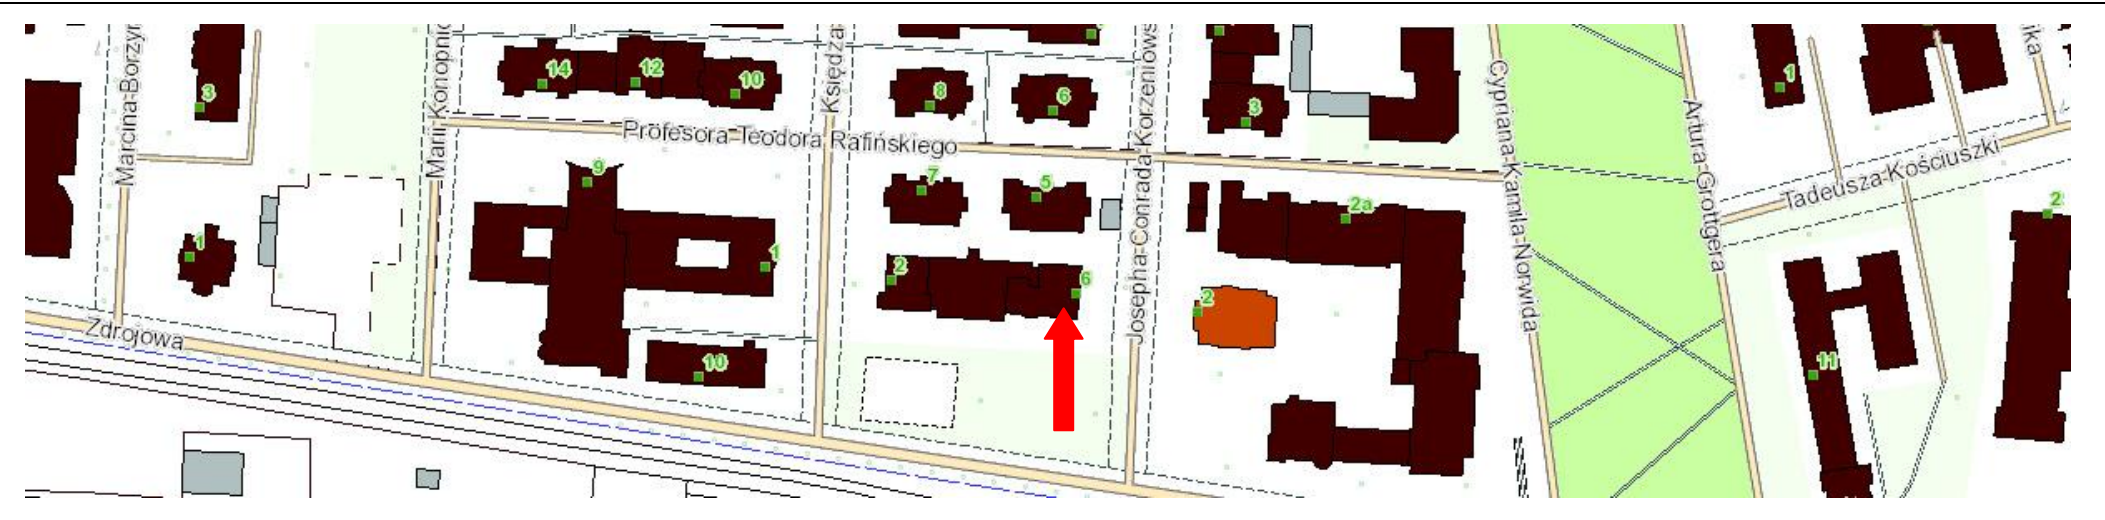 Marcina Borzym
3
1
Zdrojowa
Marii Konopnic
14
12
10
Profesora Teodora Rafińskiego
9
1
10
Księdza
8
6
7
5
2
6
Josepha Conrada Korzeniows
3
2a
2
Cypriana Kamila Norwida
Artura Grottgera
1
ika
Tadeusza Kościuszki
2
11